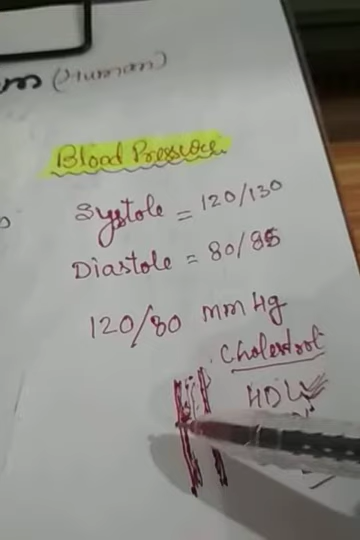 (Human)
Blood Pressure
Systole = 120/130
Diastole = 80/85
120/80 mm Hg
Cholestrol
HDL